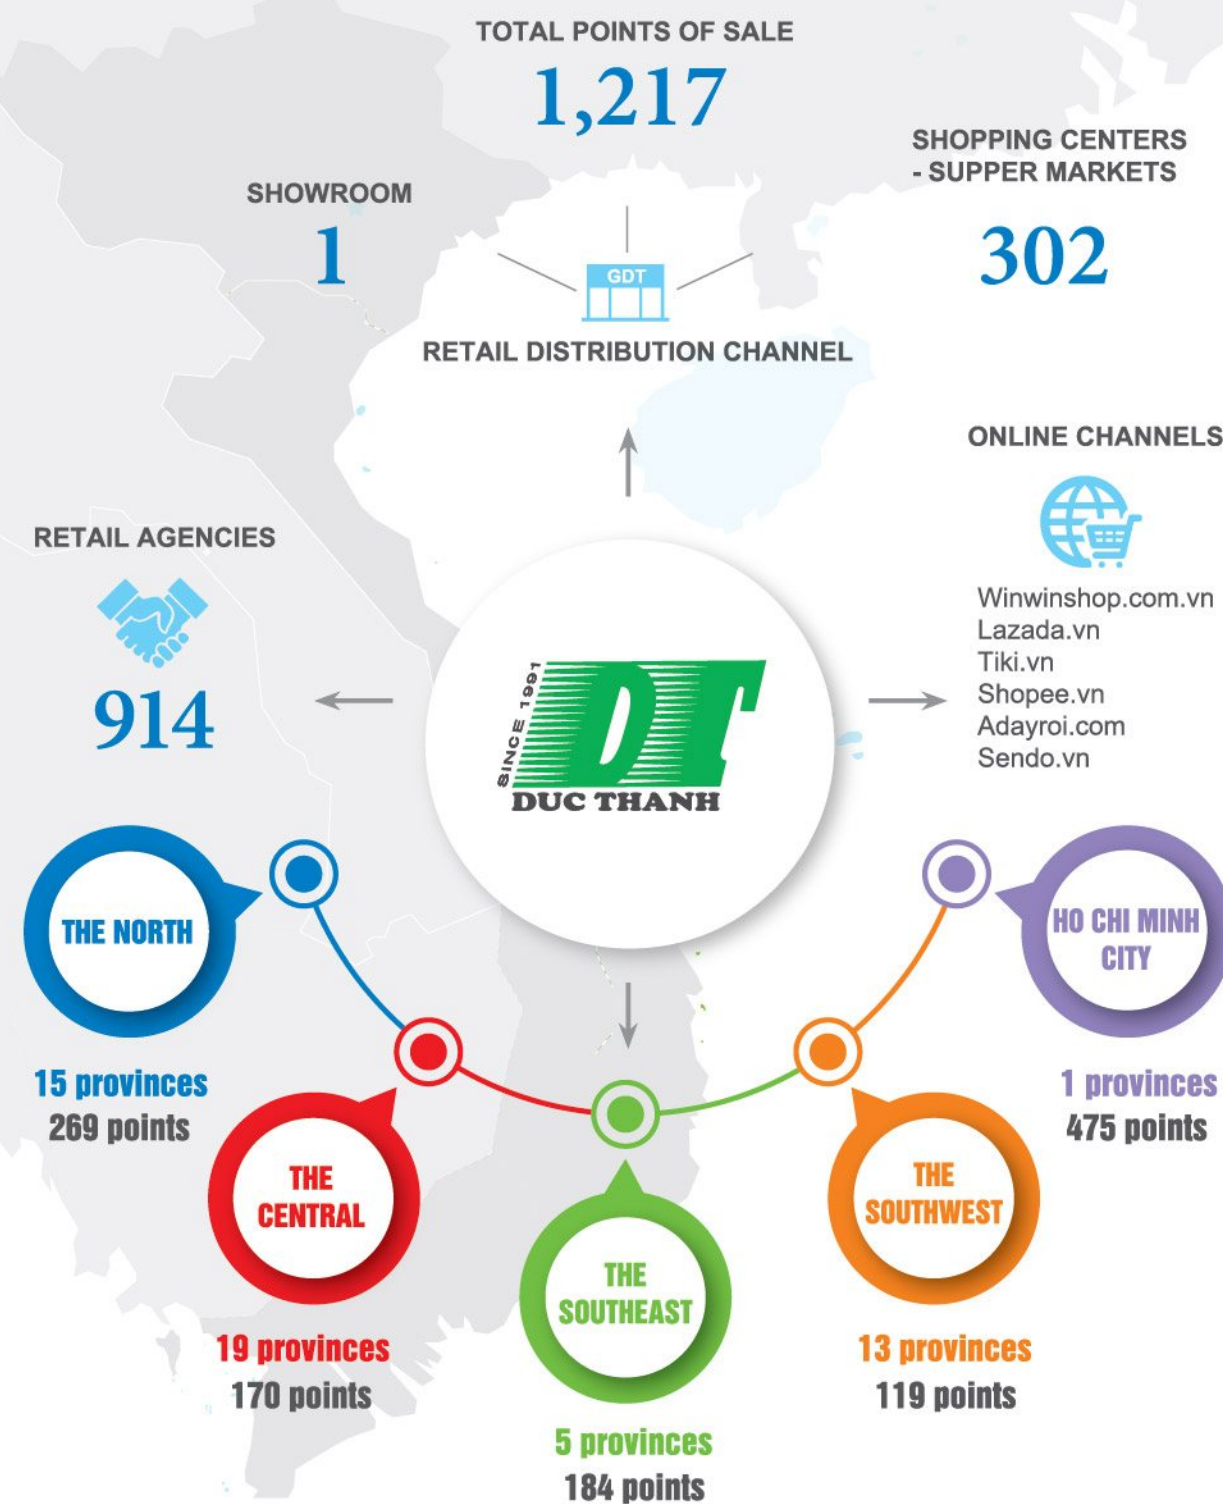 TOTAL POINTS OF SALE
1,217
SHOWROOM
1
SHOPPING CENTERS
- SUPPER MARKETS
302
GDT
RETAIL DISTRIBUTION CHANNEL
RETAIL AGENCIES
914
ONLINE CHANNELS
Winwinshop.com.vn
Lazada.vn
Tiki.vn
Shopee.vn
Adayroi.com
Sendo.vn
SINCE 1991
DT
DUC THANH
THE NORTH
15 provinces
269 points
THE
CENTRAL
19 provinces
170 points
THE
SOUTHEAST
5 provinces
184 points
THE
SOUTHWEST
13 provinces
119 points
HO CHI MINH
CITY
1 provinces
475 points